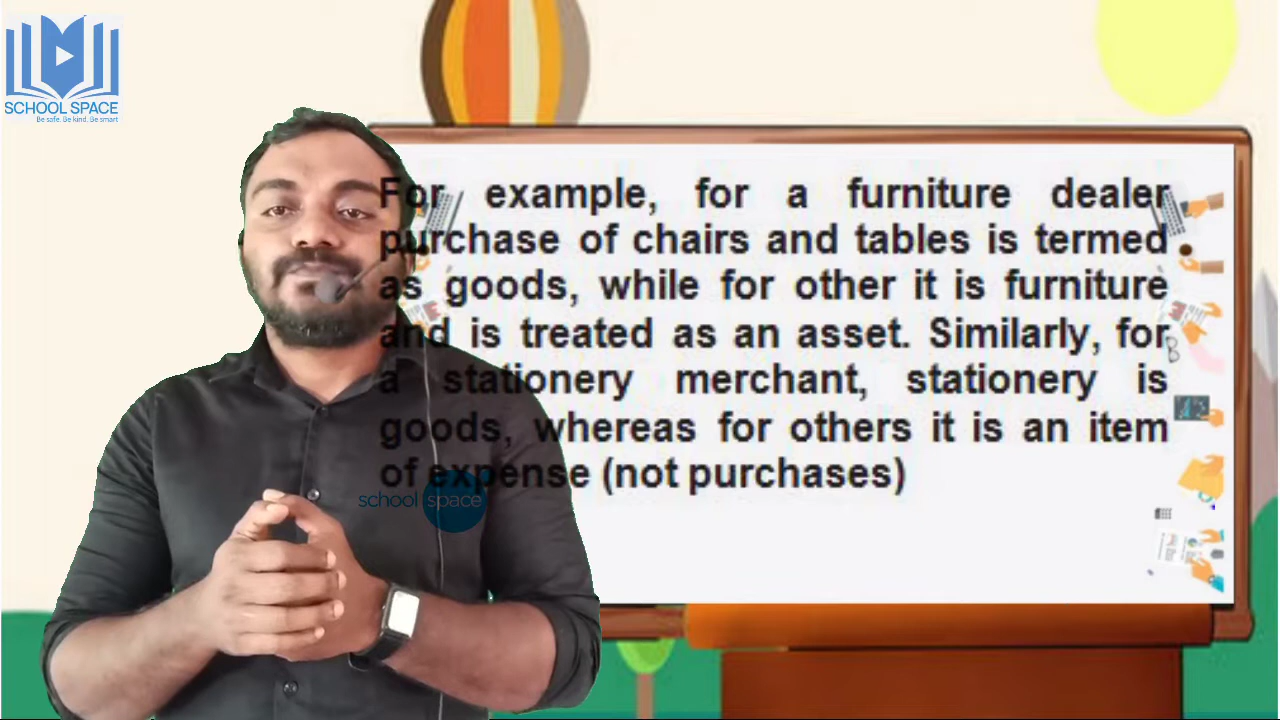 SCHOOL SPACE
Be safe. Be kind. Be smart
For example, for a furniture dealer
purchase of chairs and tables is termed
as goods, while for other it is furniture
and is treated as an asset. Similarly, for
a stationery merchant, stationery is
goods, whereas for others it is an item
of expense (not purchases)
school space